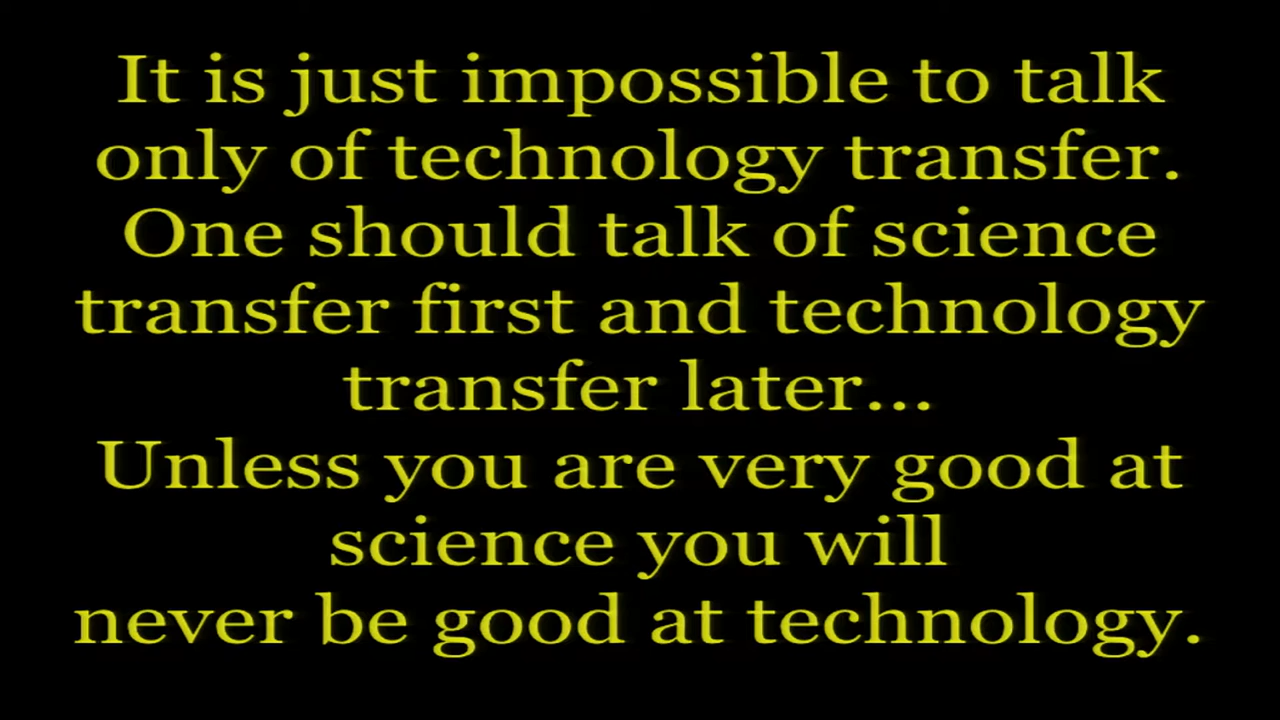 It is just impossible to talk
only of technology transfer.
One should talk of science
transfer first and technology
transfer later...
Unless you are very good at
science you will
never be good at technology.